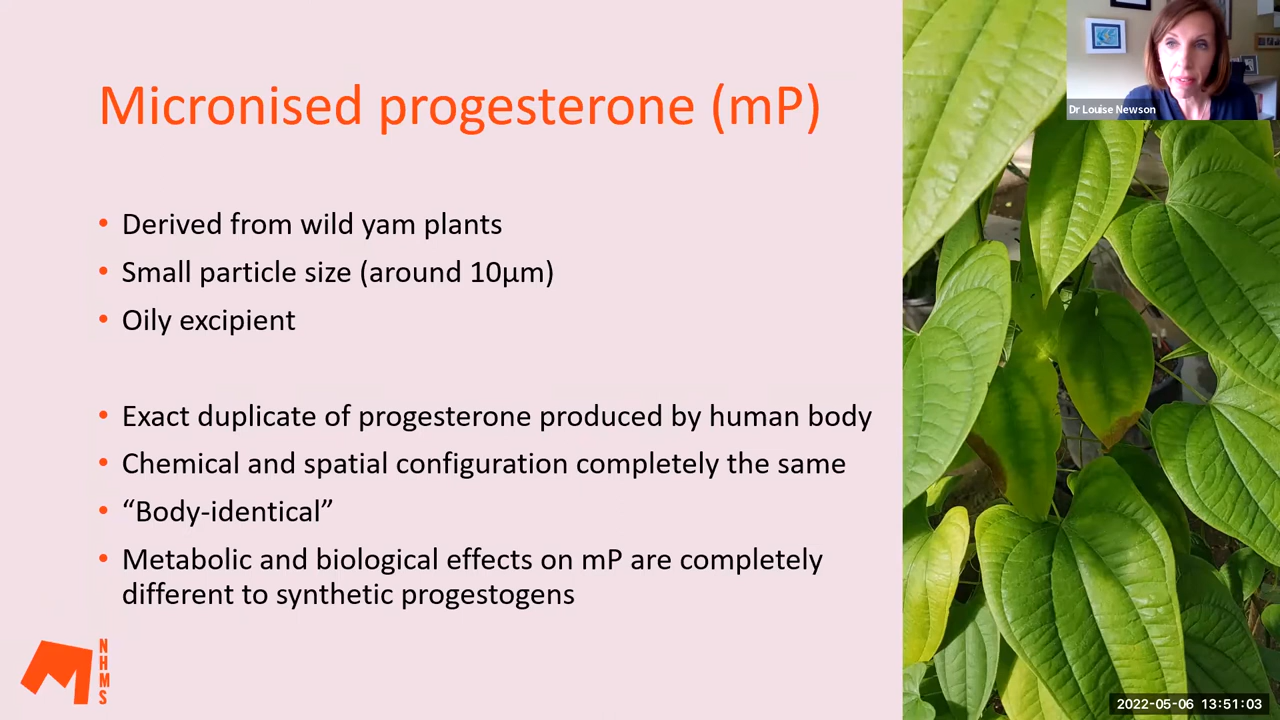 Micronised progesterone (mP)
Dr Louise Newson
• Derived from wild yam plants
• Small particle size (around 10µm)
• Oily excipient
• Exact duplicate of progesterone produced by human body
• Chemical and spatial configuration completely the same
• “Body-identical”
• Metabolic and biological effects on mP are completely
different to synthetic progestogens
NHMS
2022-05-06 13:51:03